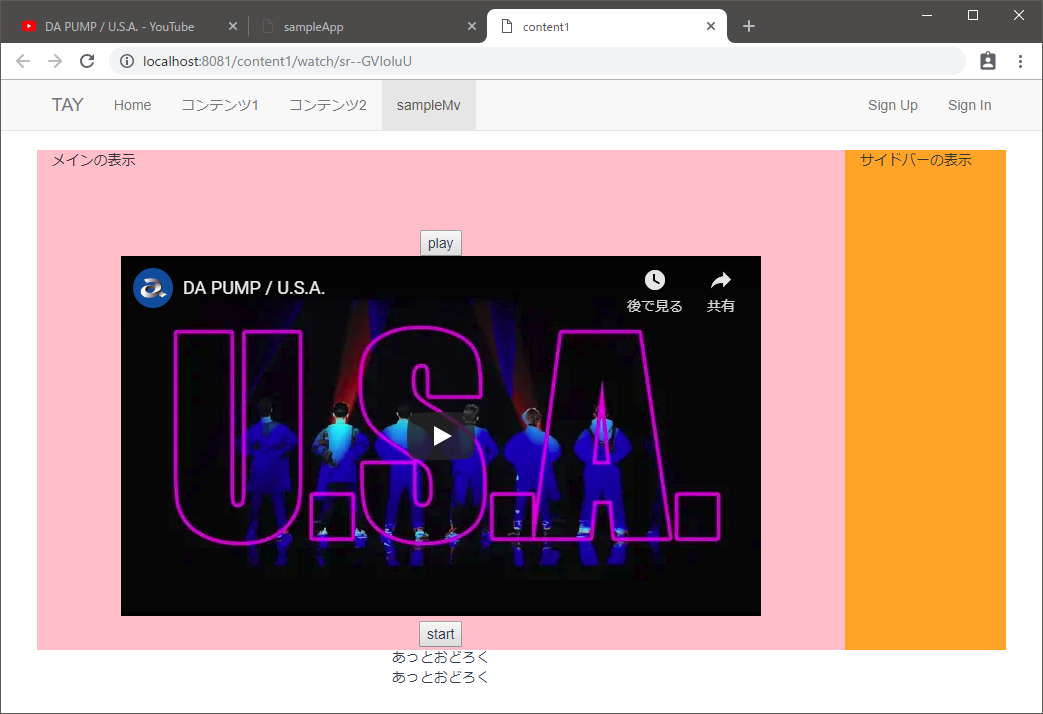 DA PUMP / U.S.A. - YouTube
sampleApp
content1
localhost:8081/content1/watch/sr--GVIoluU
TAY Home コンテンツ1 コンテンツ2 sampleMv Sign Up Sign In
メインの表示
サイドバーの表示
play
a.
DA PUMP / U.S.A.
後で見る
共有
U.S.A.
start
あっとおどろく
あっとおどろく